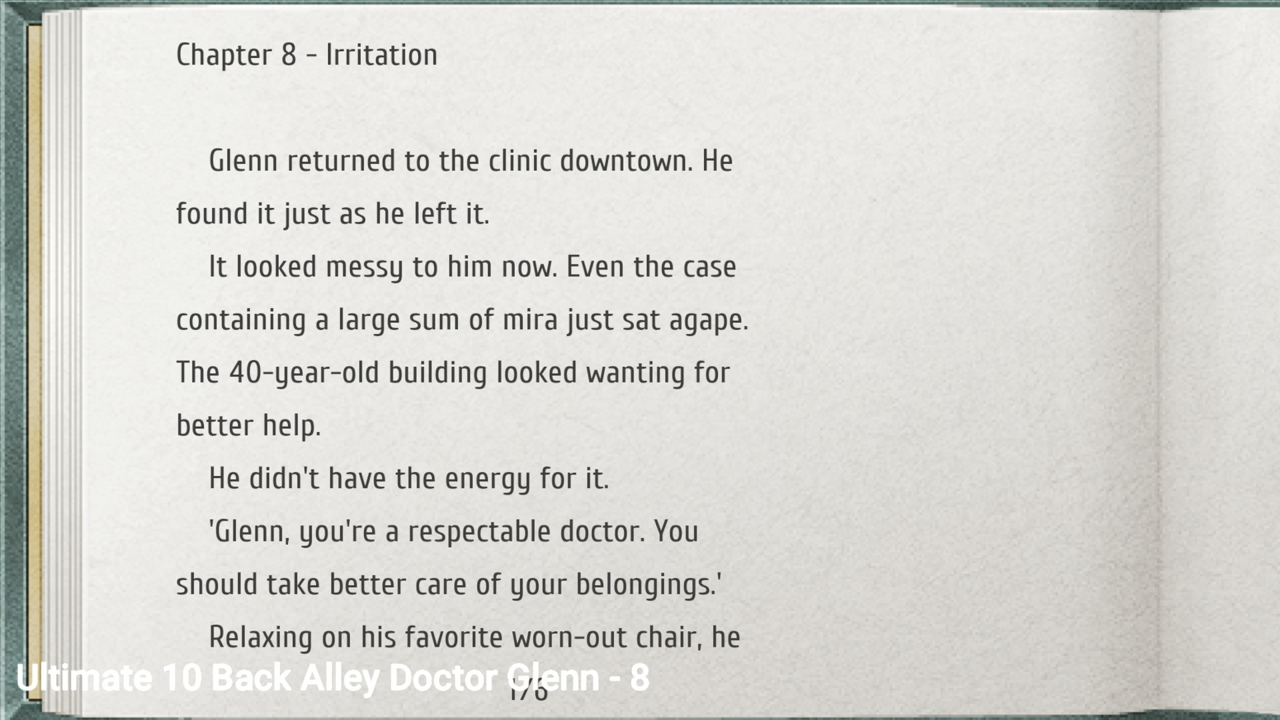 Chapter 8 - Irritation
Glenn returned to the clinic downtown. He
found it just as he left it.
It looked messy to him now. Even the case
containing a large sum of mira just sat agape.
The 40-year-old building looked wanting for
better help.
He didn't have the energy for it.
'Glenn, you're a respectable doctor. You
should take better care of your belongings.'
Relaxing on his favorite worn-out chair, he
Ultimate 10 Back Alley Doctor Glenn - 8